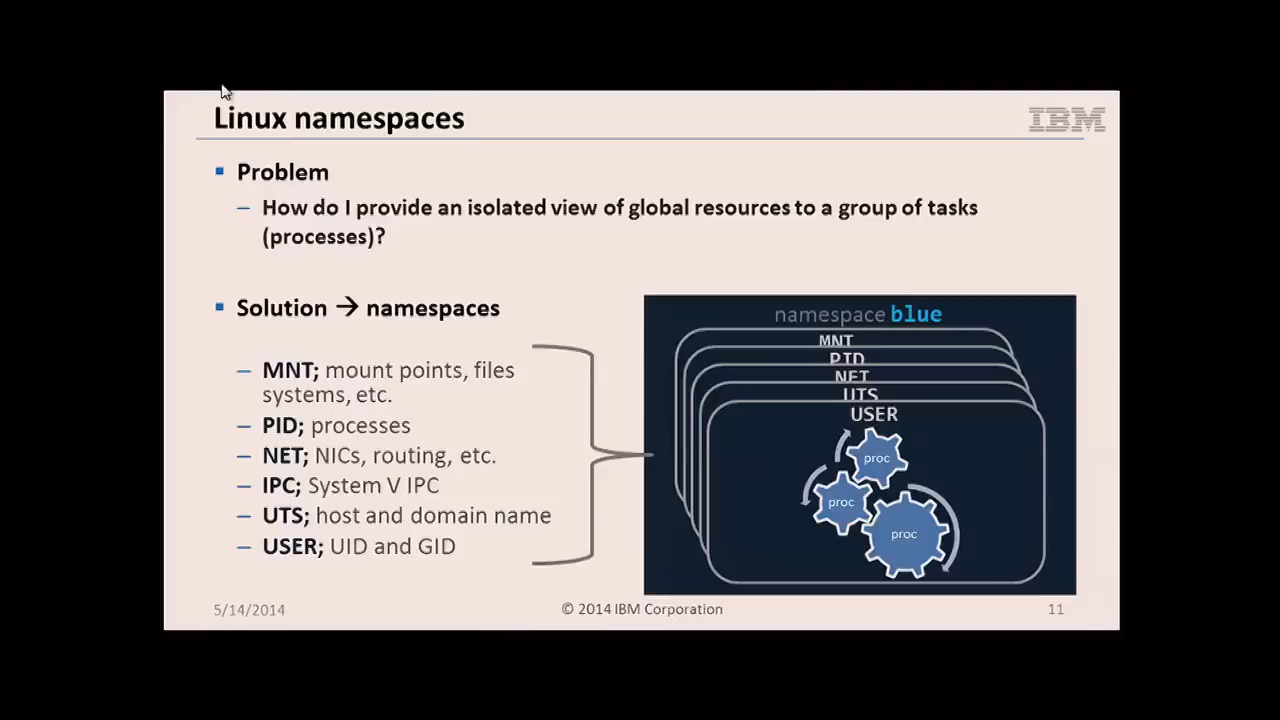 Linux namespaces
IBM
Problem
– How do I provide an isolated view of global resources to a group of tasks
(processes)?
Solution → namespaces
– MNT; mount points, files
systems, etc.
– PID; processes
– NET; NICs, routing, etc.
– IPC; System V IPC
– UTS; host and domain name
– USER; UID and GID
namespace blue
MNT
PID
NET
UTS
USER
proc
proc
proc
5/14/2014
© 2014 IBM Corporation
11